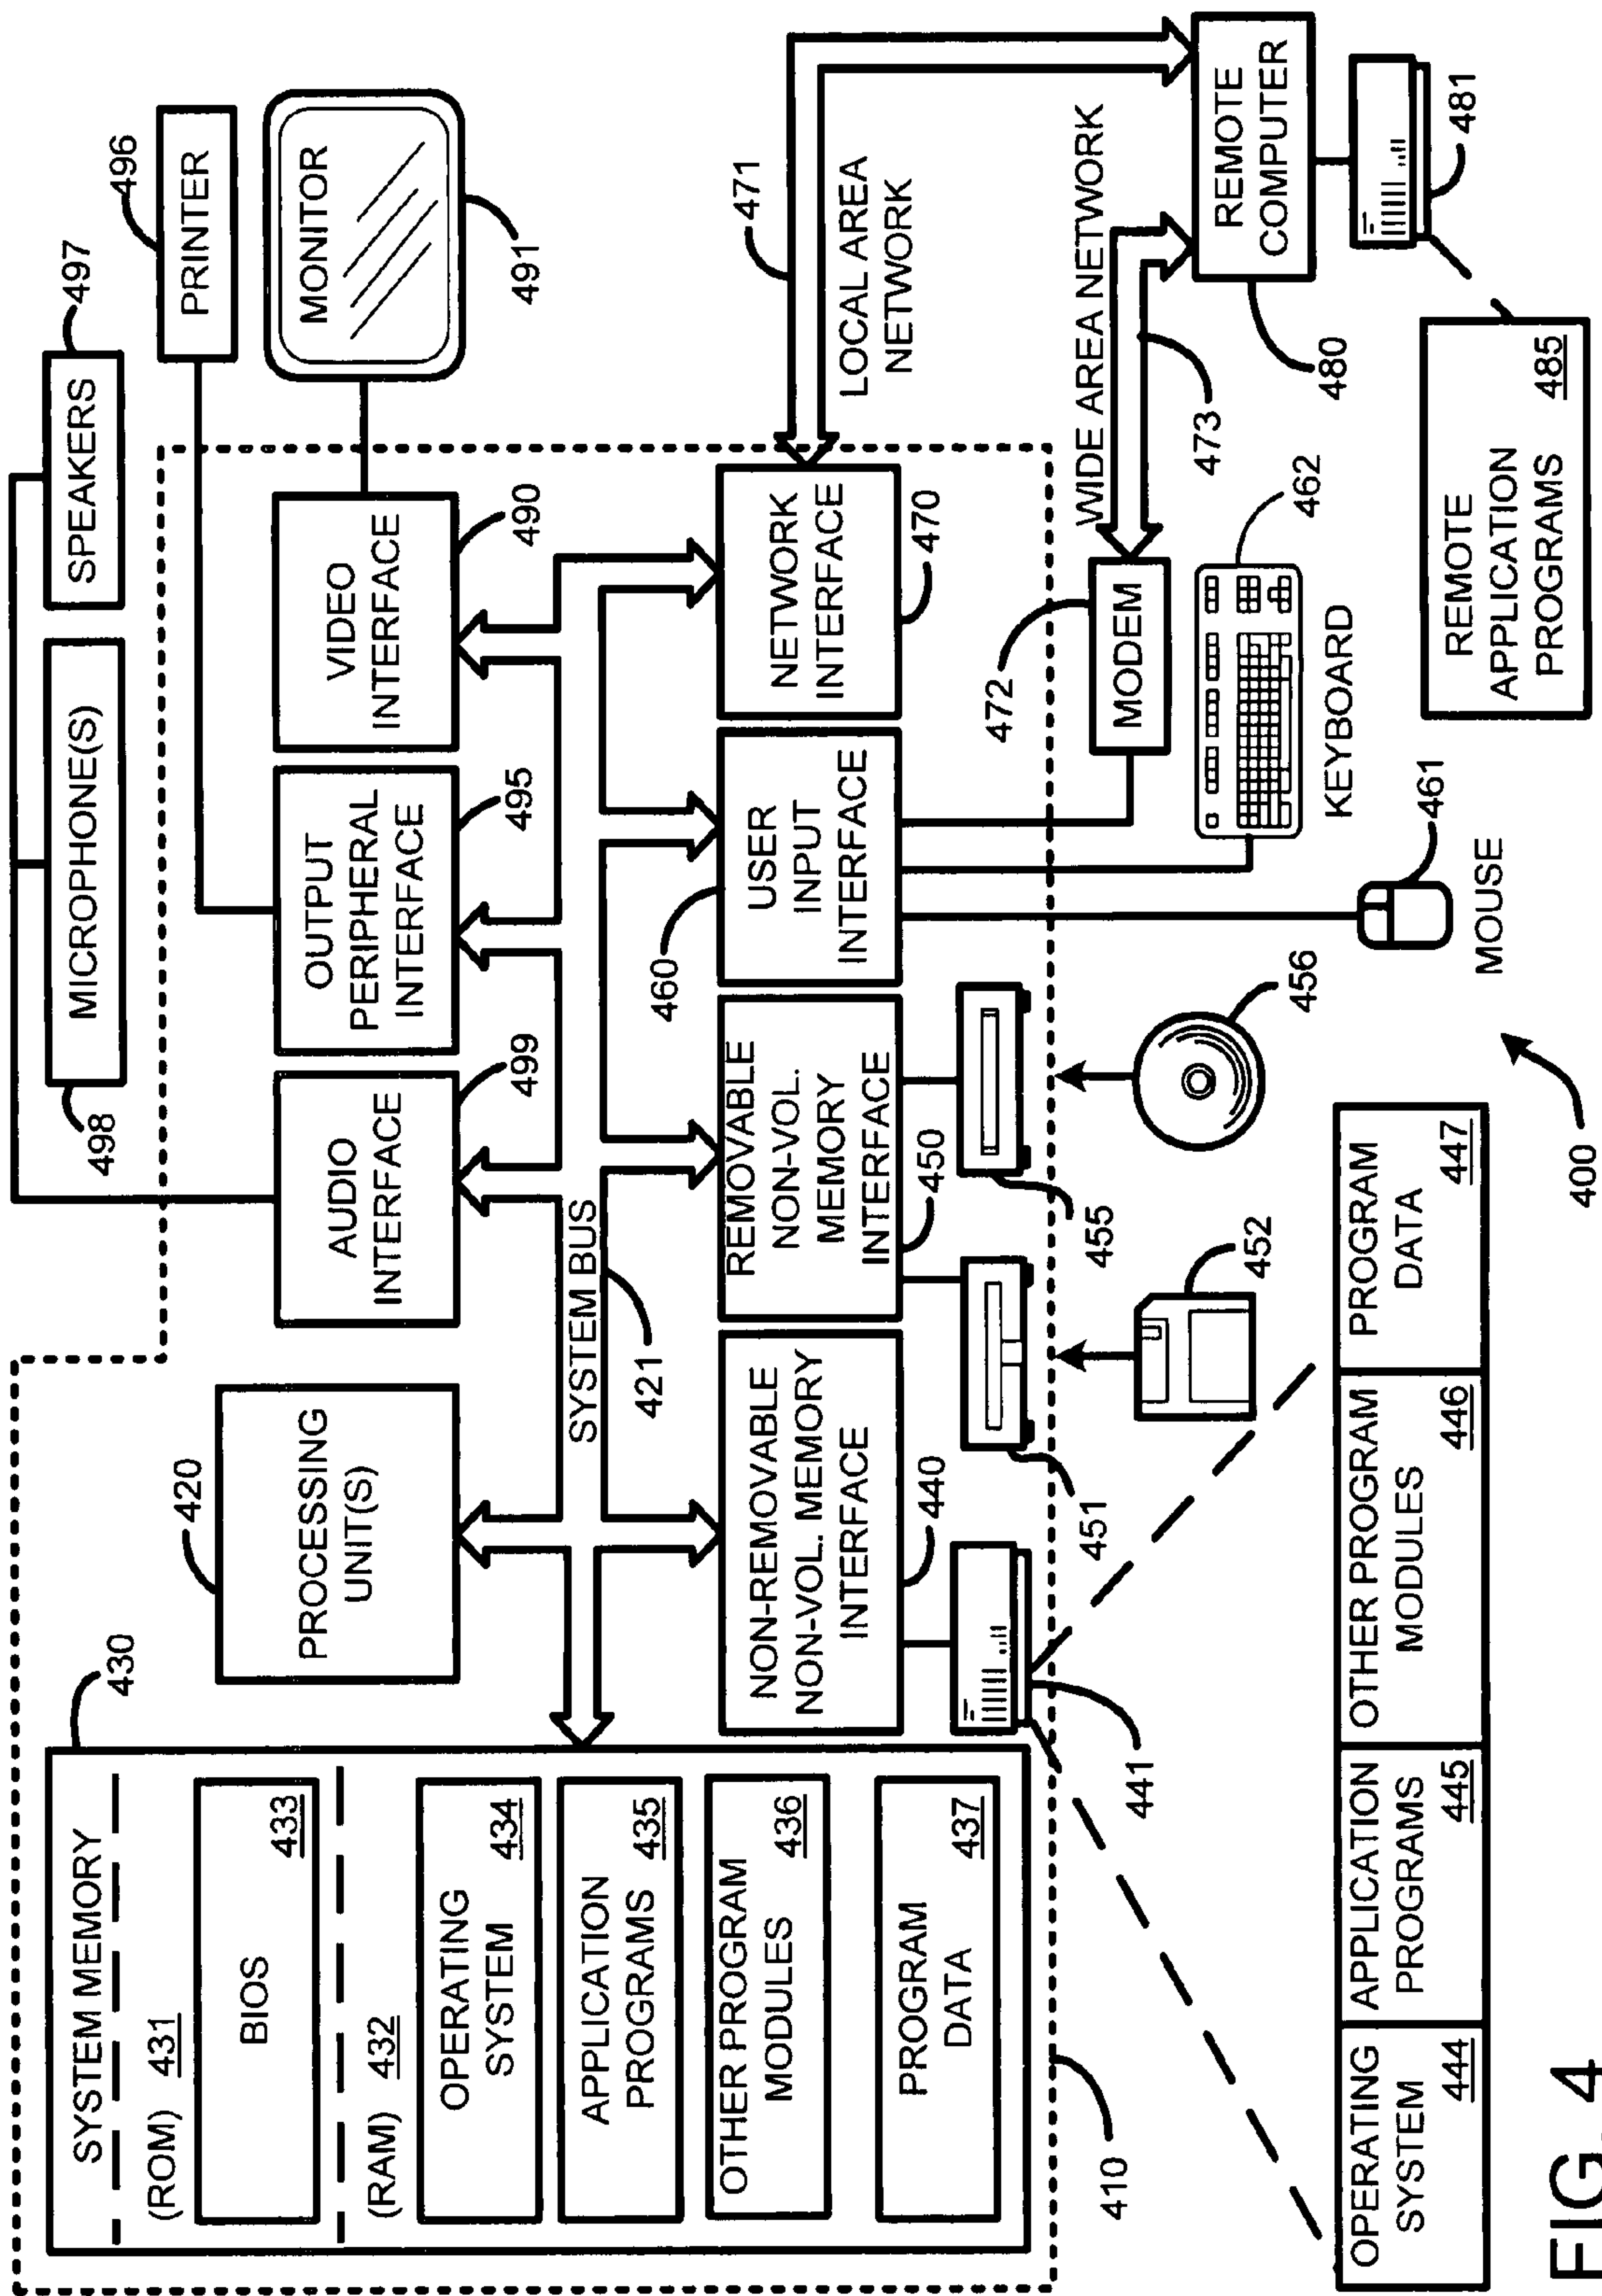 SYSTEM MEMORY
430
(ROM) 431
BIOS
433
(RAM) 432
OPERATING
SYSTEM
434
APPLICATION
PROGRAMS
435
OTHER PROGRAM
MODULES
436
PROGRAM
DATA
437
410
420
PROCESSING
UNIT(S)
SYSTEM BUS
421
498
MICROPHONE(S)
SPEAKERS
497
496
PRINTER
MONITOR
491
AUDIO
INTERFACE
499
OUTPUT
PERIPHERAL
INTERFACE
495
VIDEO
INTERFACE
490
NON-REMOVABLE
NON-VOL. MEMORY
INTERFACE
440
REMOVABLE
NON-VOL.
MEMORY
INTERFACE
450
460
USER
INPUT
INTERFACE
NETWORK
INTERFACE
470
471
LOCAL AREA
NETWORK
WIDE AREA NETWORK
473
472
MODEM
REMOTE
COMPUTER
480
481
441
451
455
452
456
462
KEYBOARD
461
MOUSE
REMOTE
APPLICATION
PROGRAMS
485
OPERATING
SYSTEM
444
APPLICATION
PROGRAMS
445
OTHER PROGRAM
MODULES
446
PROGRAM
DATA
447
400
FIG. 4